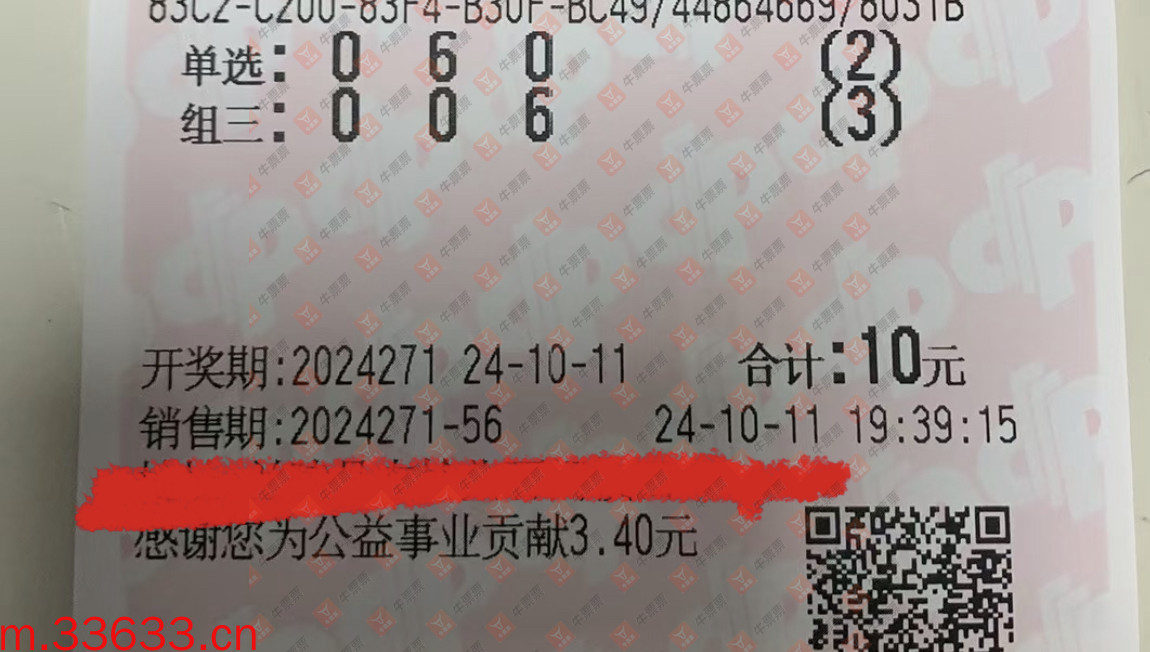 83C2-C200-83F4-B30F-BC49/44864669/8031B
单选: 0 6 0 (2)
组三: 0 0 6 (3)
开奖期:2024271 24-10-11 合计:10元
销售期:2024271-56 24-10-11 19:39:15
感谢您为公益事业贡献3.40元
m.33633.cn
牛票票